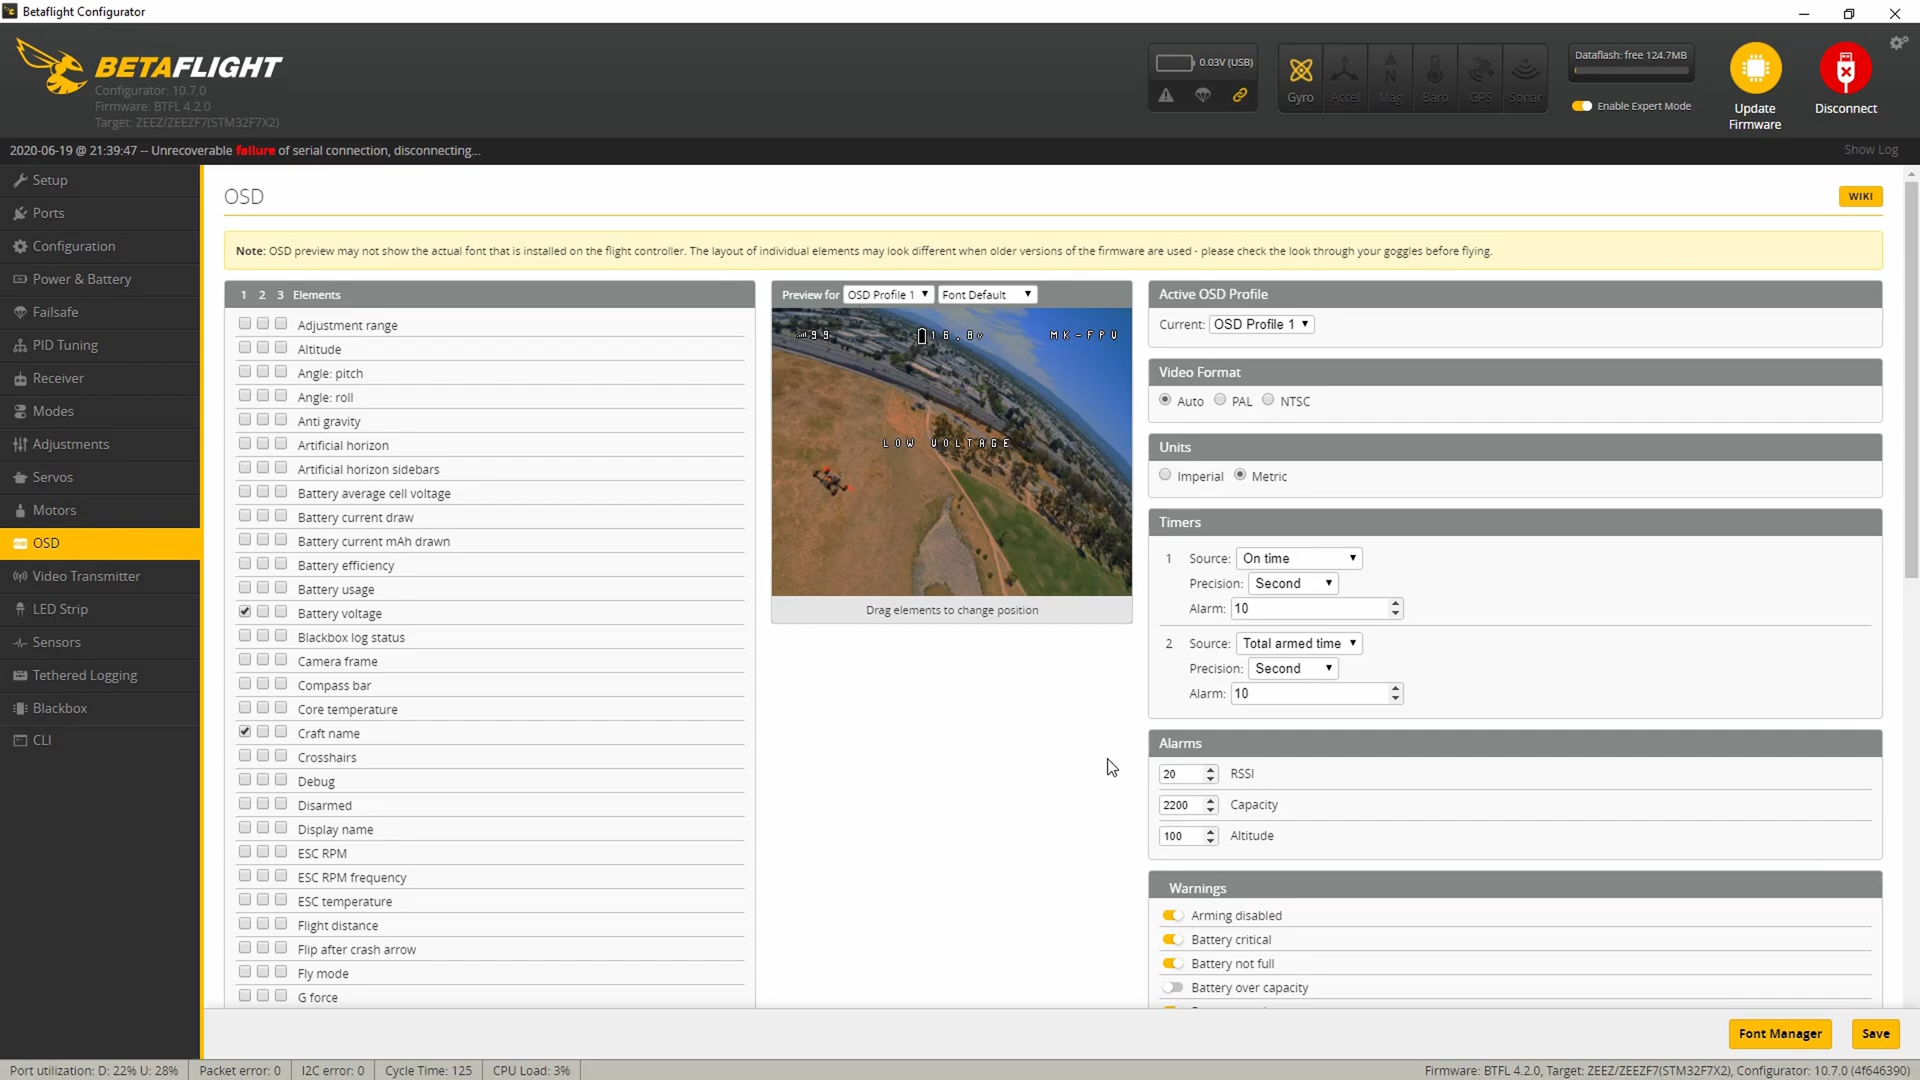 Betaflight Configurator
BETAFLIGHT
Configurator: 10.7.0
Firmware: BTFL 4.2.0
Target: ZEEZ/ZEEZF7(STM32F7X2)
0.03V (USB)
Gyro
Accel
Mag
Baro
GPS
Sonar
Dataflash: free 124.7MB
Enable Expert Mode
Update
Firmware
Disconnect
2020-06-19 @ 21:39:47 -- Unrecoverable failure of serial connection, disconnecting...
Show Log
Setup
Ports
Configuration
Power & Battery
Failsafe
PID Tuning
Receiver
Modes
Adjustments
Servos
Motors
OSD
Video Transmitter
LED Strip
Sensors
Tethered Logging
Blackbox
CLI
OSD
WIKI
Note: OSD preview may not show the actual font that is installed on the flight controller. The layout of individual elements may look different when older versions of the firmware are used - please check the look through your goggles before flying.
1 2 3 Elements
Adjustment range
Altitude
Angle: pitch
Angle: roll
Anti gravity
Artificial horizon
Artificial horizon sidebars
Battery average cell voltage
Battery current draw
Battery current mAh drawn
Battery efficiency
Battery usage
Battery voltage
Blackbox log status
Camera frame
Compass bar
Core temperature
Craft name
Crosshairs
Debug
Disarmed
Display name
ESC RPM
ESC RPM frequency
ESC temperature
Flight distance
Flip after crash arrow
Fly mode
G force
Preview for OSD Profile 1 Font Default
99 16.8v MK-FPV
LOW VOLTAGE
Drag elements to change position
Active OSD Profile
Current: OSD Profile 1
Video Format
Auto PAL NTSC
Units
Imperial Metric
Timers
1 Source: On time
Precision: Second
Alarm: 10
2 Source: Total armed time
Precision: Second
Alarm: 10
Alarms
20 RSSI
2200 Capacity
100 Altitude
Warnings
Arming disabled
Battery critical
Battery not full
Battery over capacity
Font Manager
Save
Port utilization: D: 22% U: 28%
Packet error: 0
I2C error: 0
Cycle Time: 125
CPU Load: 3%
Firmware: BTFL 4.2.0, Target: ZEEZ/ZEEZF7(STM32F7X2), Configurator: 10.7.0 (4f646390)